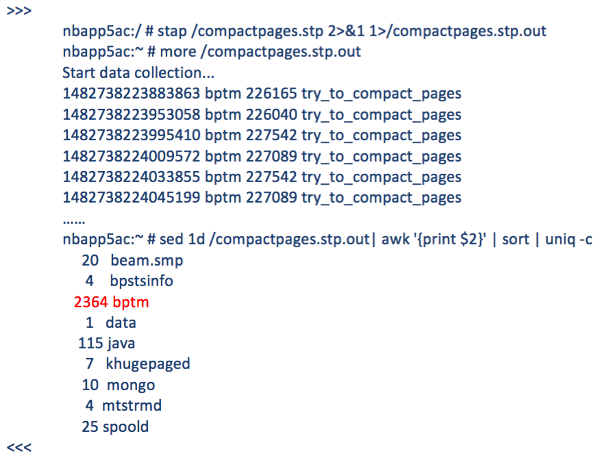 >>>
nbapp5ac:/ # stap /compactpages.stp 2>&1 1>/compactpages.stp.out
nbapp5ac:~ # more /compactpages.stp.out
Start data collection...
1482738223883863 bptm 226165 try_to_compact_pages
1482738223953058 bptm 226040 try_to_compact_pages
1482738223995410 bptm 227542 try_to_compact_pages
1482738224009572 bptm 227089 try_to_compact_pages
1482738224033855 bptm 227542 try_to_compact_pages
1482738224045199 bptm 227089 try_to_compact_pages
......
nbapp5ac:~ # sed 1d /compactpages.stp.out| awk '{print $2}' | sort | uniq -c
20 beam.smp
4 bpstsinfo
2364 bptm
1 data
115 java
7 khugepaged
10 mongo
4 mtstrmd
25 spoold
<<<